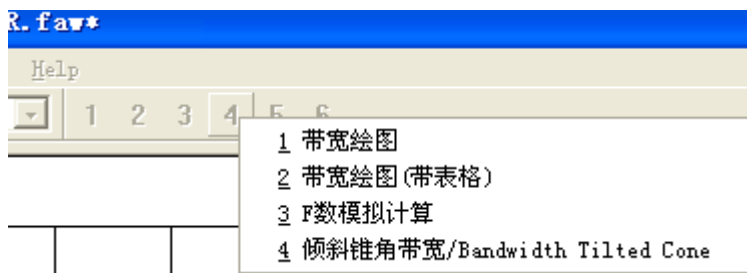 R.faw*
Help
1 2 3 4 5 6
1 带宽绘图
2 带宽绘图(带表格)
3 F数模拟计算
4 倾斜锥角带宽/Bandwidth Tilted Cone